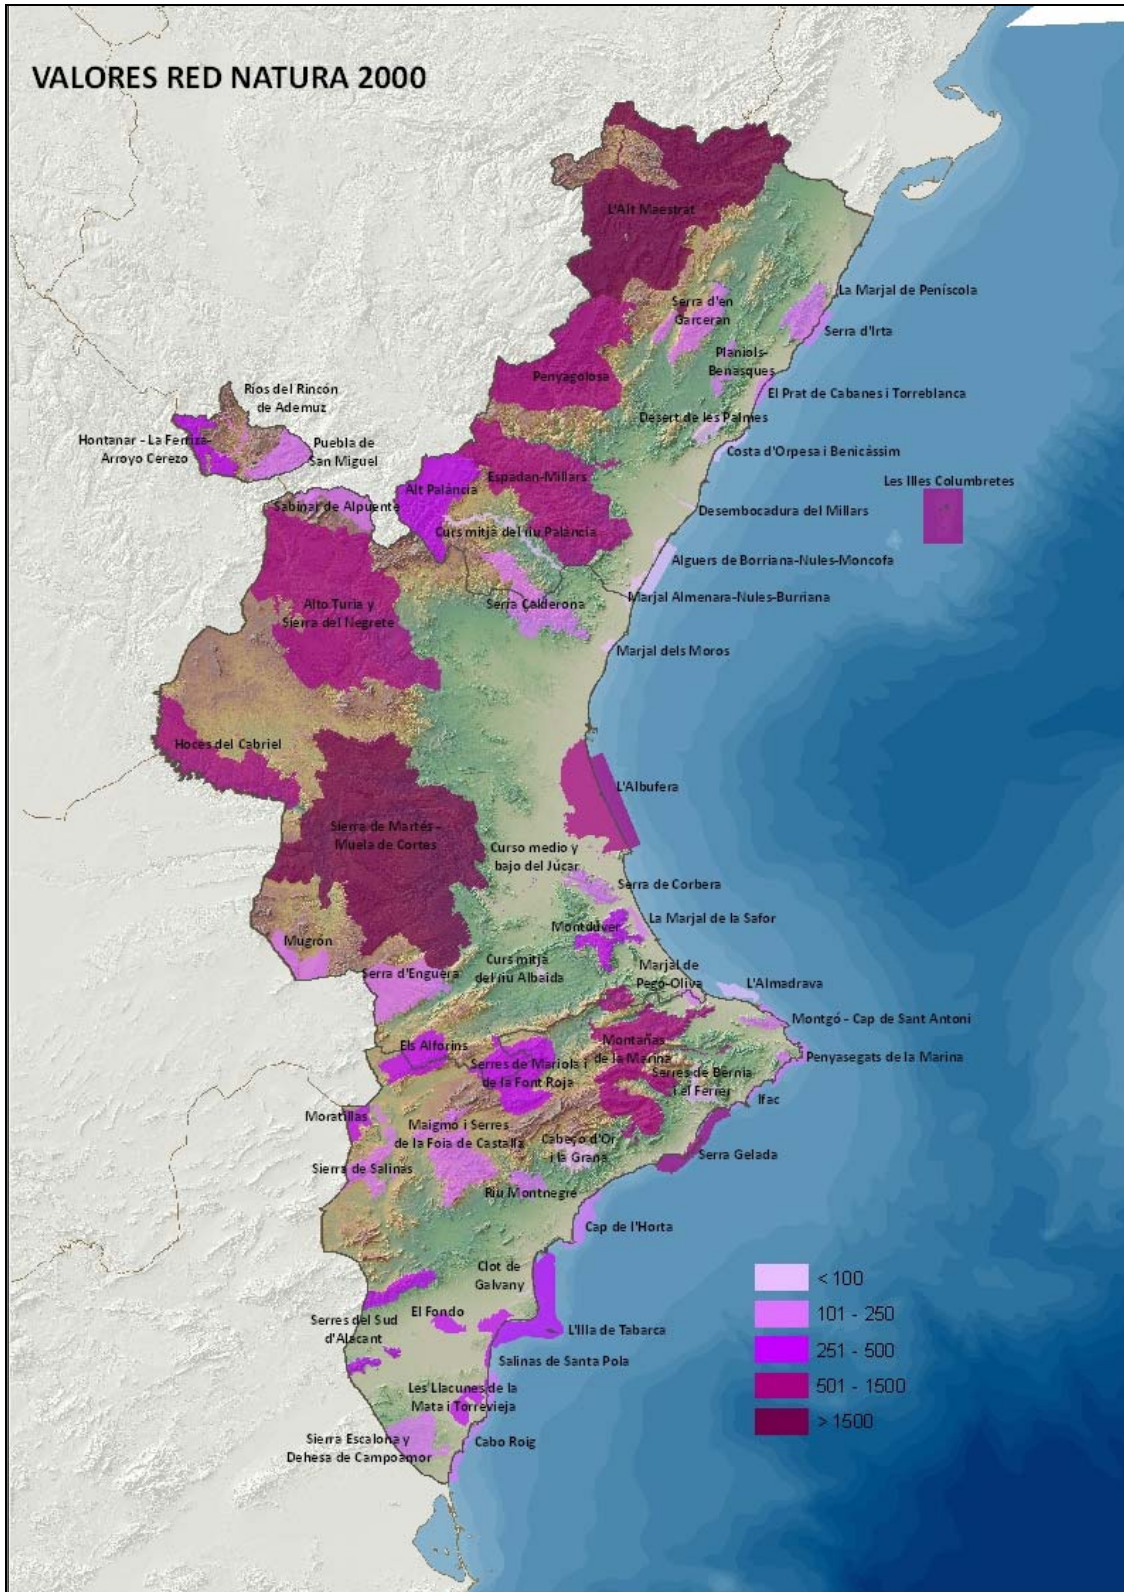 VALORES RED NATURA 2000
L'Alt Maestrat
La Marjal de Peníscola
Serra d'en
Garceran
Serra d'Irta
Planiols-
Benasques
Penyagolosa
El Prat de Cabanes i Torreblanca
Ríos del Rincón
de Ademuz
Desert de les Palmes
Hontanar - La Ferriza-
Arroyo Cerezo
Puebla de
San Miguel
Costa d'Orpesa i Benicàssim
Espadan-Millars
Les Illes Columbretes
Alt Palància
Sabinar de Alpuente
Desembocadura del Millars
Curs mitjà del riu Palància
Alguers de Borriana-Nules-Moncofa
Marjal Almenara-Nules-Burriana
Serra Calderona
Alto Turia y
Sierra del Negrete
Marjal dels Moros
Hoces del Cabriel
L'Albufera
Sierra de Martés -
Muela de Cortes
Curso medio y
bajo del Júcar
Serra de Corbera
La Marjal de la Safor
Montdúver
Mugrón
Curs mitjà
del riu Albaida
Serra d'Enguera
Marjal de
Pego-Oliva
L'Almadrava
Montgó - Cap de Sant Antoni
Els Alforins
Montañas
de la Marina
Penyasegats de la Marina
Serres de Mariola i
de la Font Roja
Serres de Bèrnia
i el Ferrer
Ifac
Moratillas
Maigmo i Serres
de la Foia de Castalla
Cabeço d'Or
i la Grana
Serra Gelada
Sierra de Salinas
Riu Montnegre
Cap de l'Horta
Clot de
Galvany
< 100
El Fondo
101 - 250
Serres del Sud
d'Alacant
L'Illa de Tabarca
251 - 500
Salinas de Santa Pola
501 - 1500
Les Llacunes de la
Mata i Torrevieja
> 1500
Sierra Escalona y
Dehesa de Campoamor
Cabo Roig